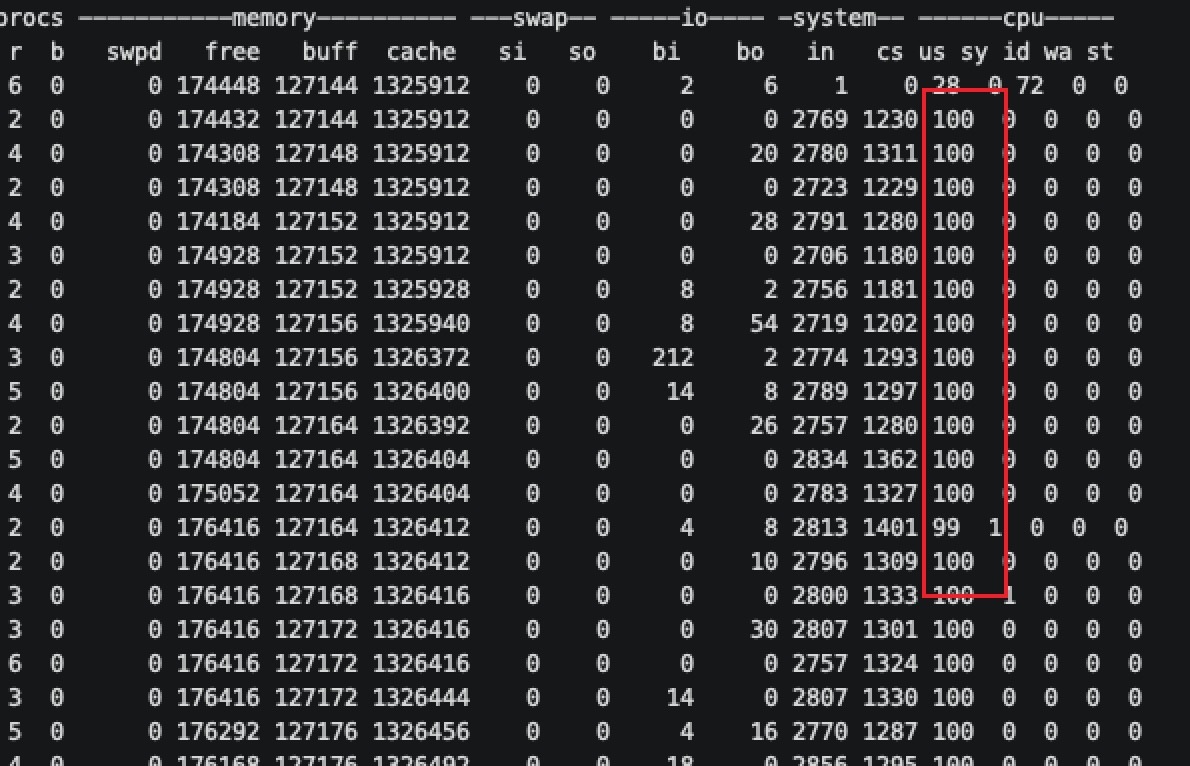 procs -----------memory---------- ---swap-- -----io---- -system-- ------cpu-----
r b swpd free buff cache si so bi bo in cs us sy id wa st
6 0 0 174448 127144 1325912 0 0 2 6 1 0 28 0 72 0 0
2 0 0 174432 127144 1325912 0 0 0 0 2769 1230 100 0 0 0 0
4 0 0 174308 127148 1325912 0 0 0 20 2780 1311 100 0 0 0 0
2 0 0 174308 127148 1325912 0 0 0 0 2723 1229 100 0 0 0 0
4 0 0 174184 127152 1325912 0 0 0 28 2791 1280 100 0 0 0 0
3 0 0 174928 127152 1325912 0 0 0 0 2706 1180 100 0 0 0 0
2 0 0 174928 127152 1325928 0 0 8 2 2756 1181 100 0 0 0 0
4 0 0 174928 127156 1325940 0 0 8 54 2719 1202 100 0 0 0 0
3 0 0 174804 127156 1326372 0 0 212 2 2774 1293 100 0 0 0 0
5 0 0 174804 127156 1326400 0 0 14 8 2789 1297 100 0 0 0 0
2 0 0 174804 127164 1326392 0 0 0 26 2757 1280 100 0 0 0 0
5 0 0 174804 127164 1326404 0 0 0 0 2834 1362 100 0 0 0 0
4 0 0 175052 127164 1326404 0 0 0 0 2783 1327 100 0 0 0 0
2 0 0 176416 127164 1326412 0 0 4 8 2813 1401 99 1 0 0 0
2 0 0 176416 127168 1326412 0 0 0 10 2796 1309 100 0 0 0 0
3 0 0 176416 127168 1326416 0 0 0 0 2800 1333 100 1 0 0 0
3 0 0 176416 127172 1326416 0 0 0 30 2807 1301 100 0 0 0 0
6 0 0 176416 127172 1326416 0 0 0 0 2757 1324 100 0 0 0 0
3 0 0 176416 127172 1326444 0 0 14 0 2807 1330 100 0 0 0 0
5 0 0 176292 127176 1326456 0 0 4 16 2770 1287 100 0 0 0 0
4 0 0 176168 127176 1326492 0 0 18 0 2856 1295 100 0 0 0 0